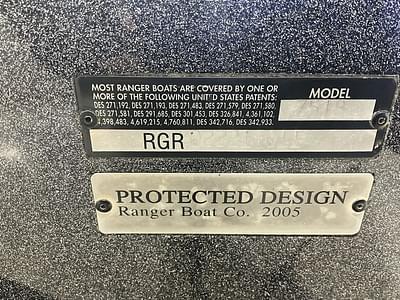 MOST RANGER BOATS ARE COVERED BY ONE OR
MORE OF THE FOLLOWING UNITED STATES PATENTS:
DES 271,192, DES 271,193, DES 271,483, DES 271,579, DES 271,580,
DES 271,581, DES 291,685, DES 301,453, DES 326,841, 4,361,102,
4,398,483, 4,619,215, 4,760,811, DES 342,716, DES 342,933.
MODEL
RGR
PROTECTED DESIGN
Ranger Boat Co. 2005